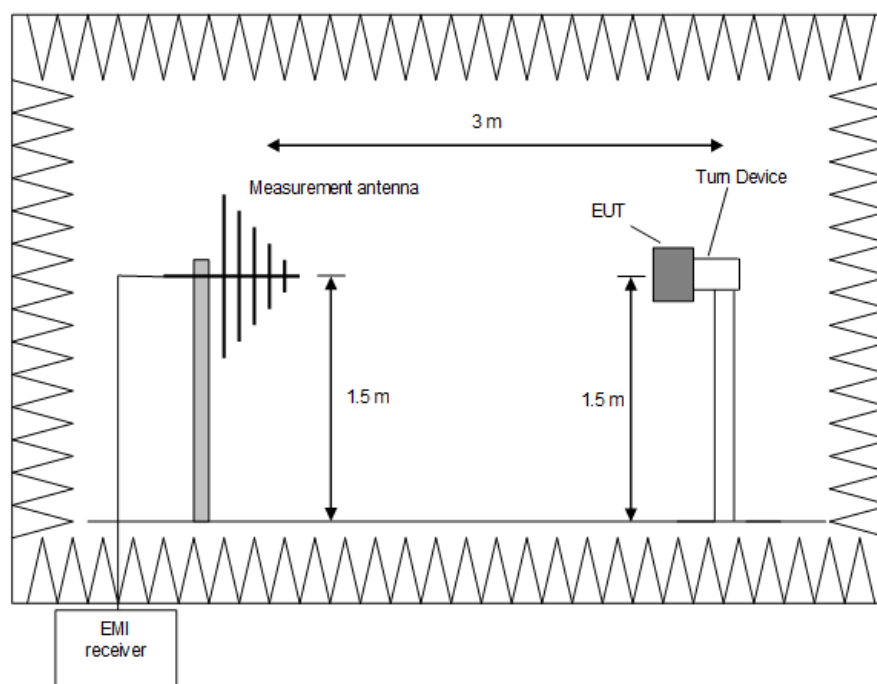 3 m
Measurement antenna
Turn Device
EUT
1.5 m
1.5 m
EMI
receiver